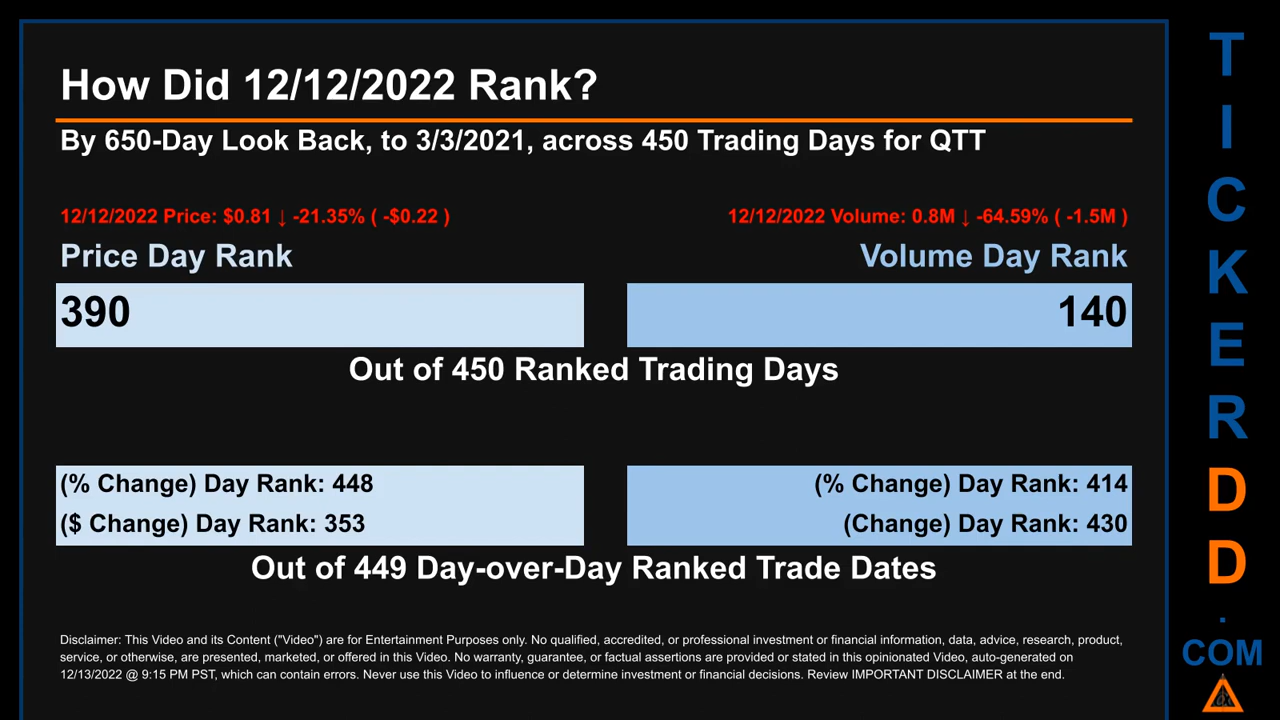 How Did 12/12/2022 Rank?
By 650-Day Look Back, to 3/3/2021, across 450 Trading Days for QTT
12/12/2022 Price: $0.81 ↓ -21.35% ( -$0.22 )
12/12/2022 Volume: 0.8M ↓ -64.59% ( -1.5M )
Price Day Rank
Volume Day Rank
390
140
Out of 450 Ranked Trading Days
(% Change) Day Rank: 448
(% Change) Day Rank: 414
($ Change) Day Rank: 353
(Change) Day Rank: 430
Out of 449 Day-over-Day Ranked Trade Dates
Disclaimer: This Video and its Content ("Video") are for Entertainment Purposes only. No qualified, accredited, or professional investment or financial information, data, advice, research, product,
service, or otherwise, are presented, marketed, or offered in this Video. No warranty, guarantee, or factual assertions are provided or stated in this opinionated Video, auto-generated on
12/13/2022 @ 9:15 PM PST, which can contain errors. Never use this Video to influence or determine investment or financial decisions. Review IMPORTANT DISCLAIMER at the end.
T
I
C
K
E
R
D
D
.
COM